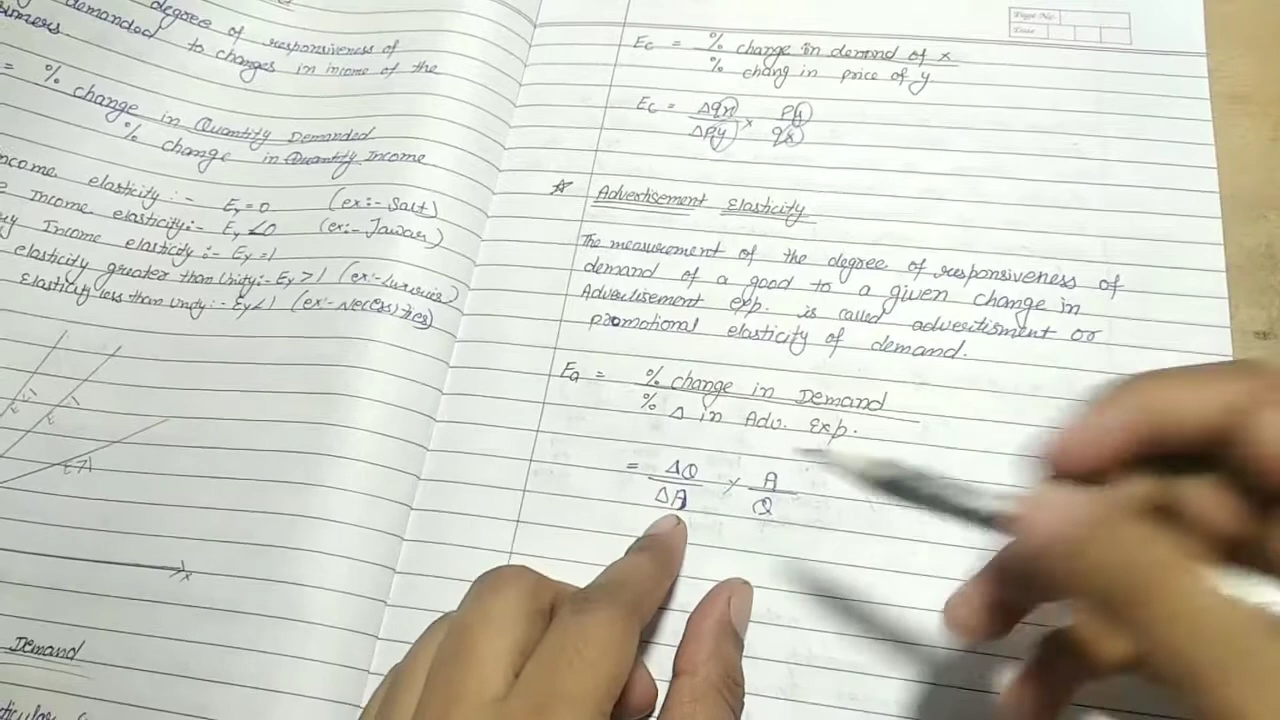 degree of responsiveness of
demanded to changes in income of the
= % change in Quantity Demanded
% change in Quantity Income
income elasticity :- Ey = 0 (ex:- Salt)
Income elasticity:- Ey < 0 (ex:- Jawar)
Income elasticity :- Ey = 1
elasticity greater than Unity:- Ey > 1 (ex:- Luxuries)
Elasticity less than unity:- Ey < 1 (ex:- Necessities)
x
Demand
Page No.
Date
Ec = % change in demand of x
% chang in price of y
Ec = Δqx × Py
Δpy qx
☆ Advertisement Elasticity
The measurement of the degree of responsiveness of
demand of a good to a given change in
Advertisement exp. is called advertisment or
promotional elasticity of demand.
Ea = % change in Demand
% Δ in Adv. Exp.
= ΔQ × A
ΔA Q